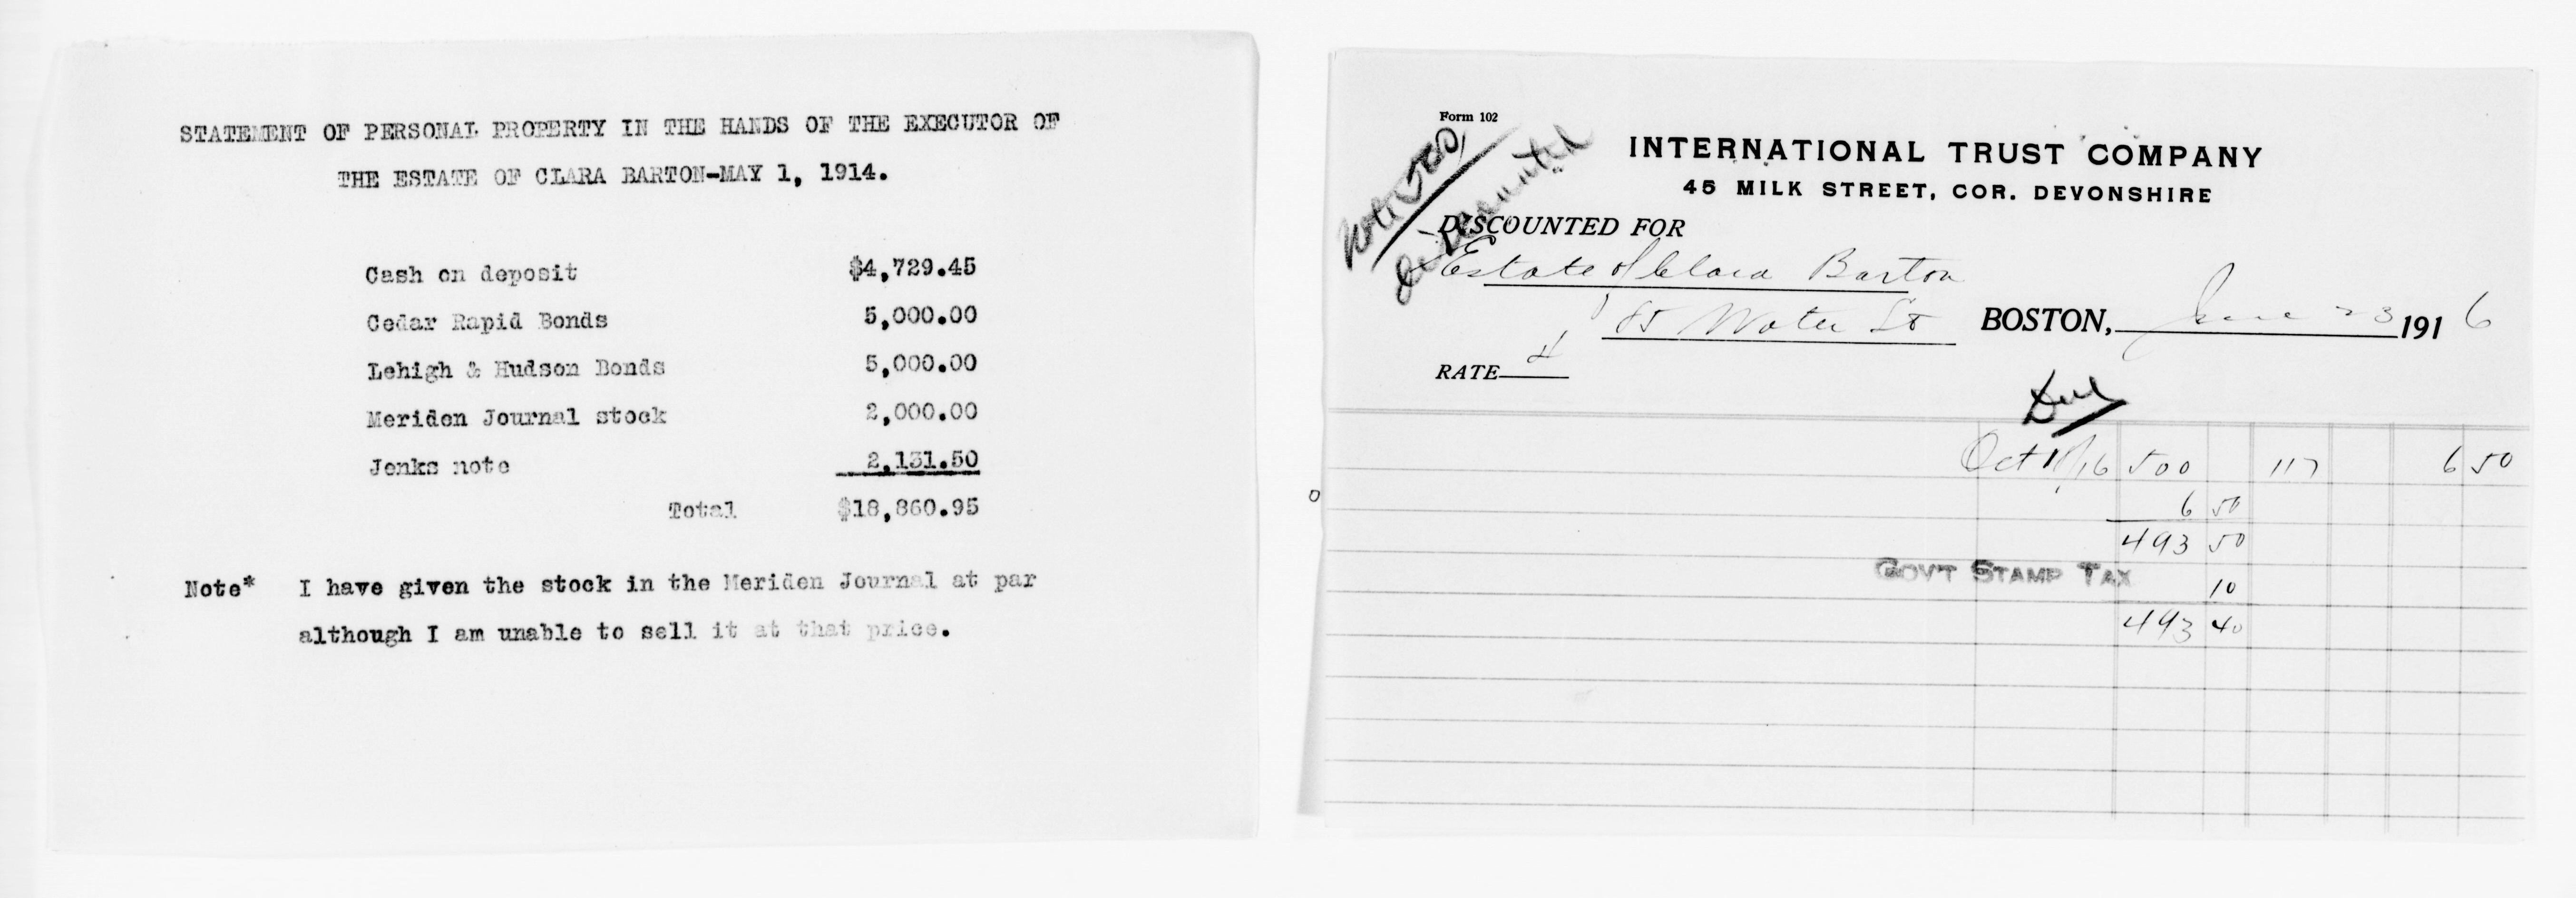 STATEMENT OF PERSONAL PROPERTY IN THE HANDS OF THE EXECUTOR OF
THE ESTATE OF CLARA BARTON-MAY 1, 1914.
Cash on deposit $4,729.45
Cedar Rapid Bonds 5,000.00
Lehigh & Hudson Bonds 5,000.00
Meriden Journal stock 2,000.00
Jenks note 2,131.50
Total $18,860.95
Note* I have given the stock in the Meriden Journal at par
although I am unable to sell it at that price.
Form 102
Discounted
INTERNATIONAL TRUST COMPANY
45 MILK STREET, COR. DEVONSHIRE
DISCOUNTED FOR
Estate of Clara Barton
85 Water St BOSTON, June 23 1916
RATE 4
Due
Oct 18/16 500 117 6 50
6 50
493 50
GOV'T STAMP TAX 10
493 40